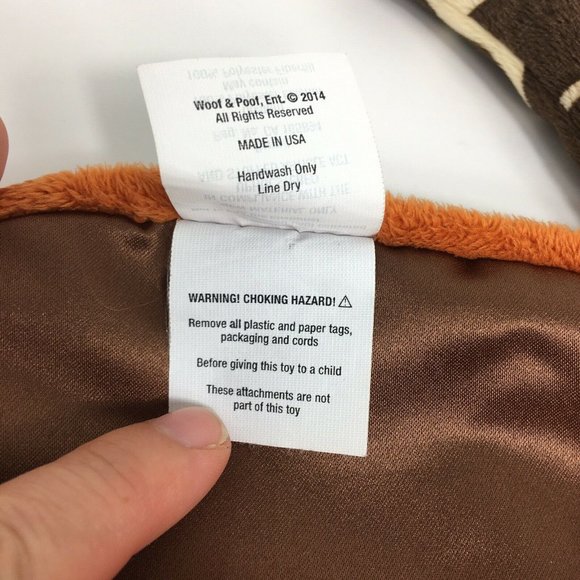 Woof & Poof, Ent. © 2014
All Rights Reserved
MADE IN USA
Handwash Only
Line Dry
WARNING! CHOKING HAZARD! ⚠
Remove all plastic and paper tags,
packaging and cords
Before giving this toy to a child
These attachments are not
part of this toy